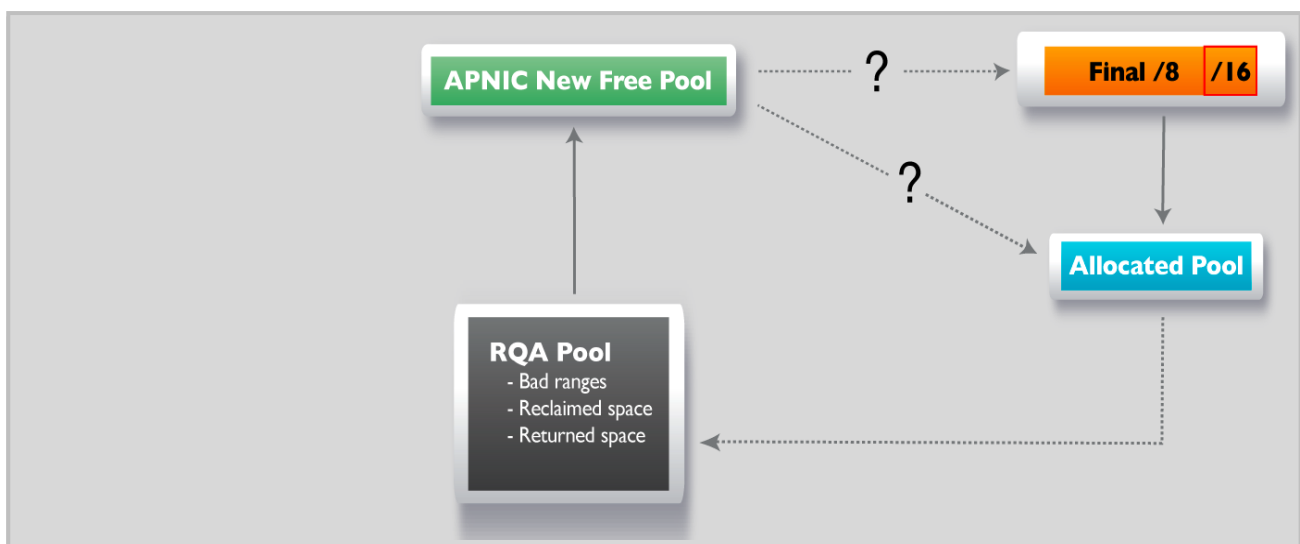 APNIC New Free Pool
?
Final /8 /16
?
Allocated Pool
RQA Pool
- Bad ranges
- Reclaimed space
- Returned space